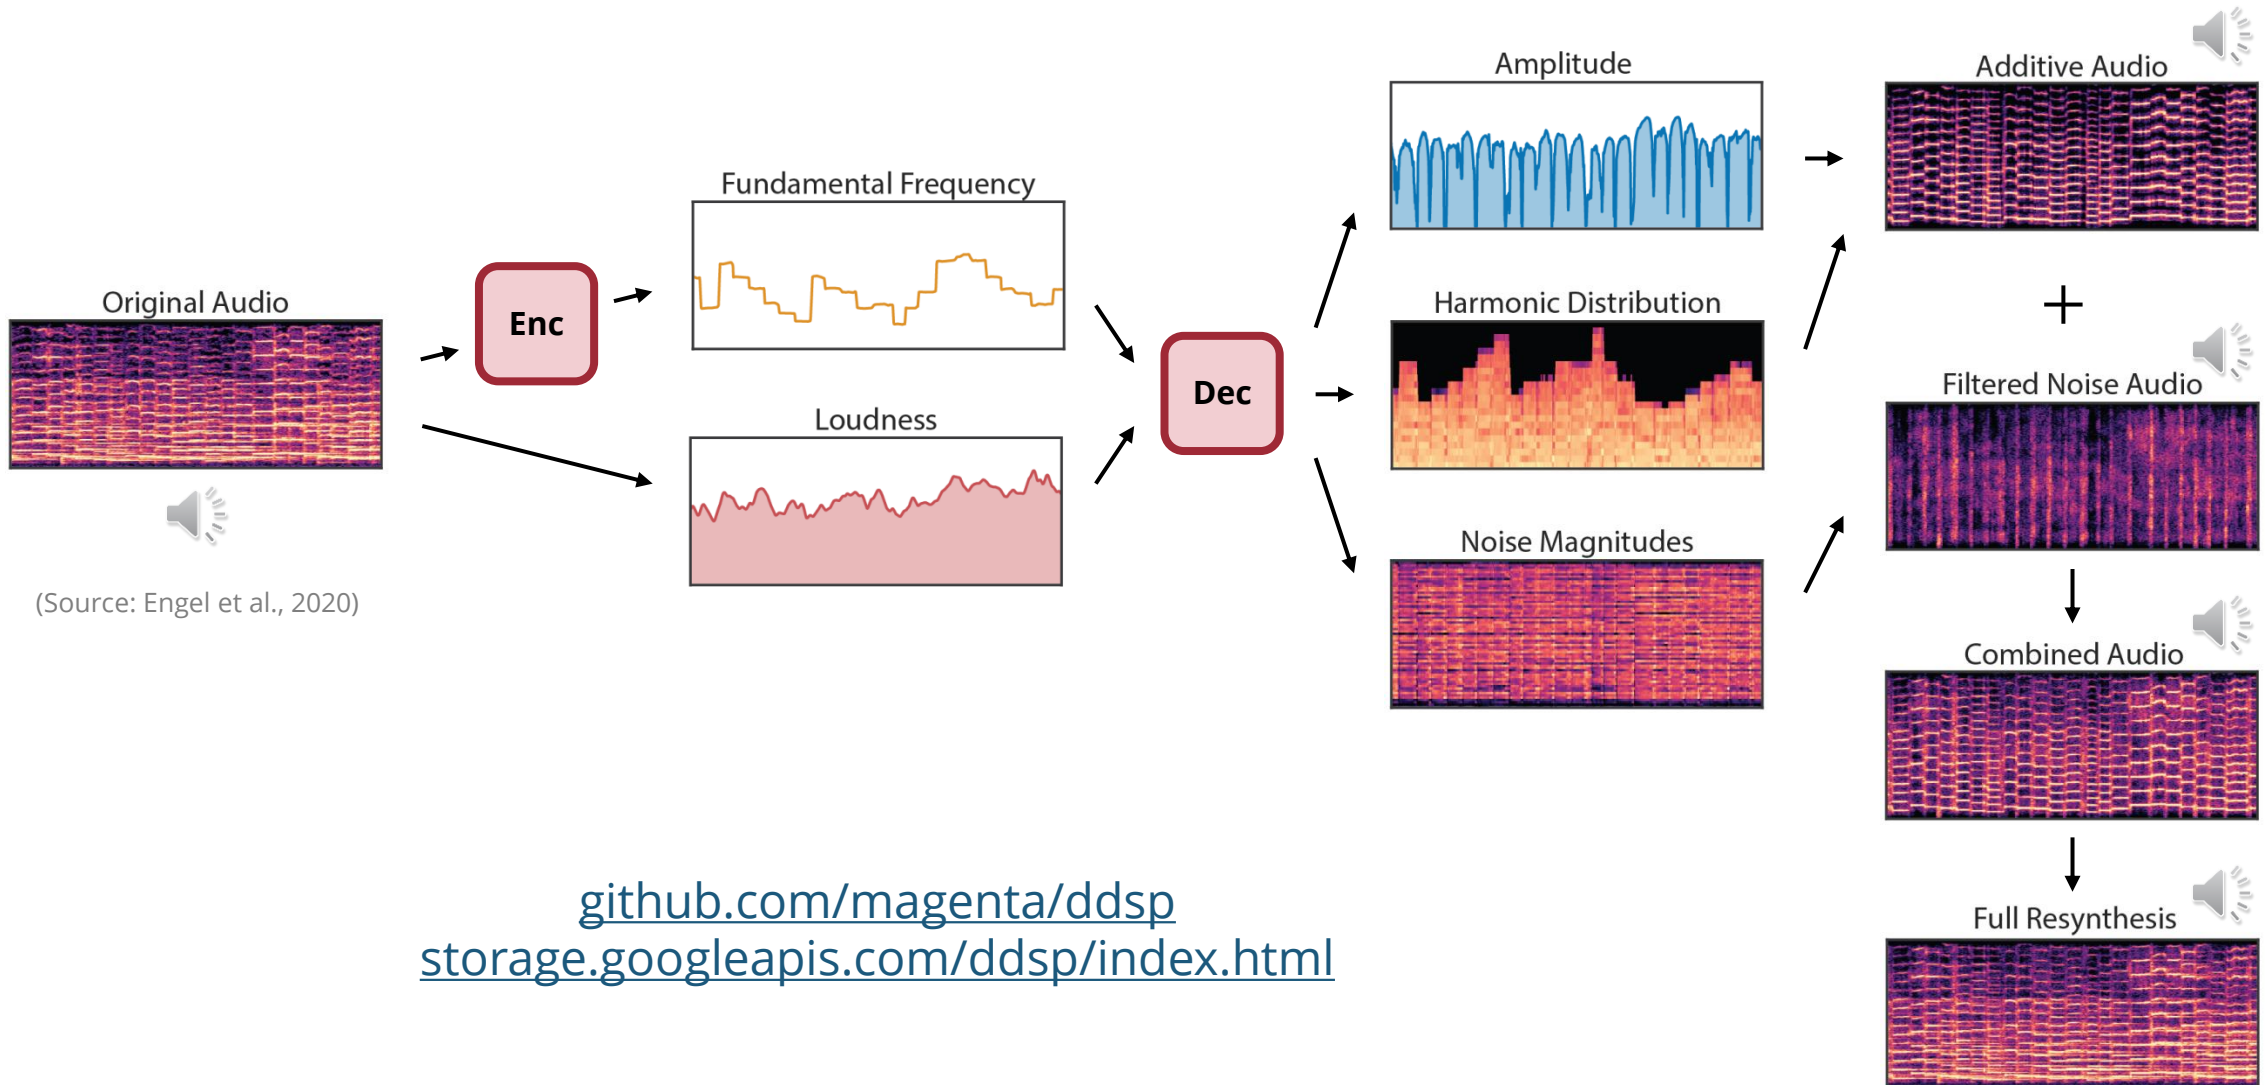 Original Audio
(Source: Engel et al., 2020)
Enc
Fundamental Frequency
Loudness
Dec
Amplitude
Harmonic Distribution
Noise Magnitudes
Additive Audio
+
Filtered Noise Audio
Combined Audio
Full Resynthesis
github.com/magenta/ddsp
storage.googleapis.com/ddsp/index.html